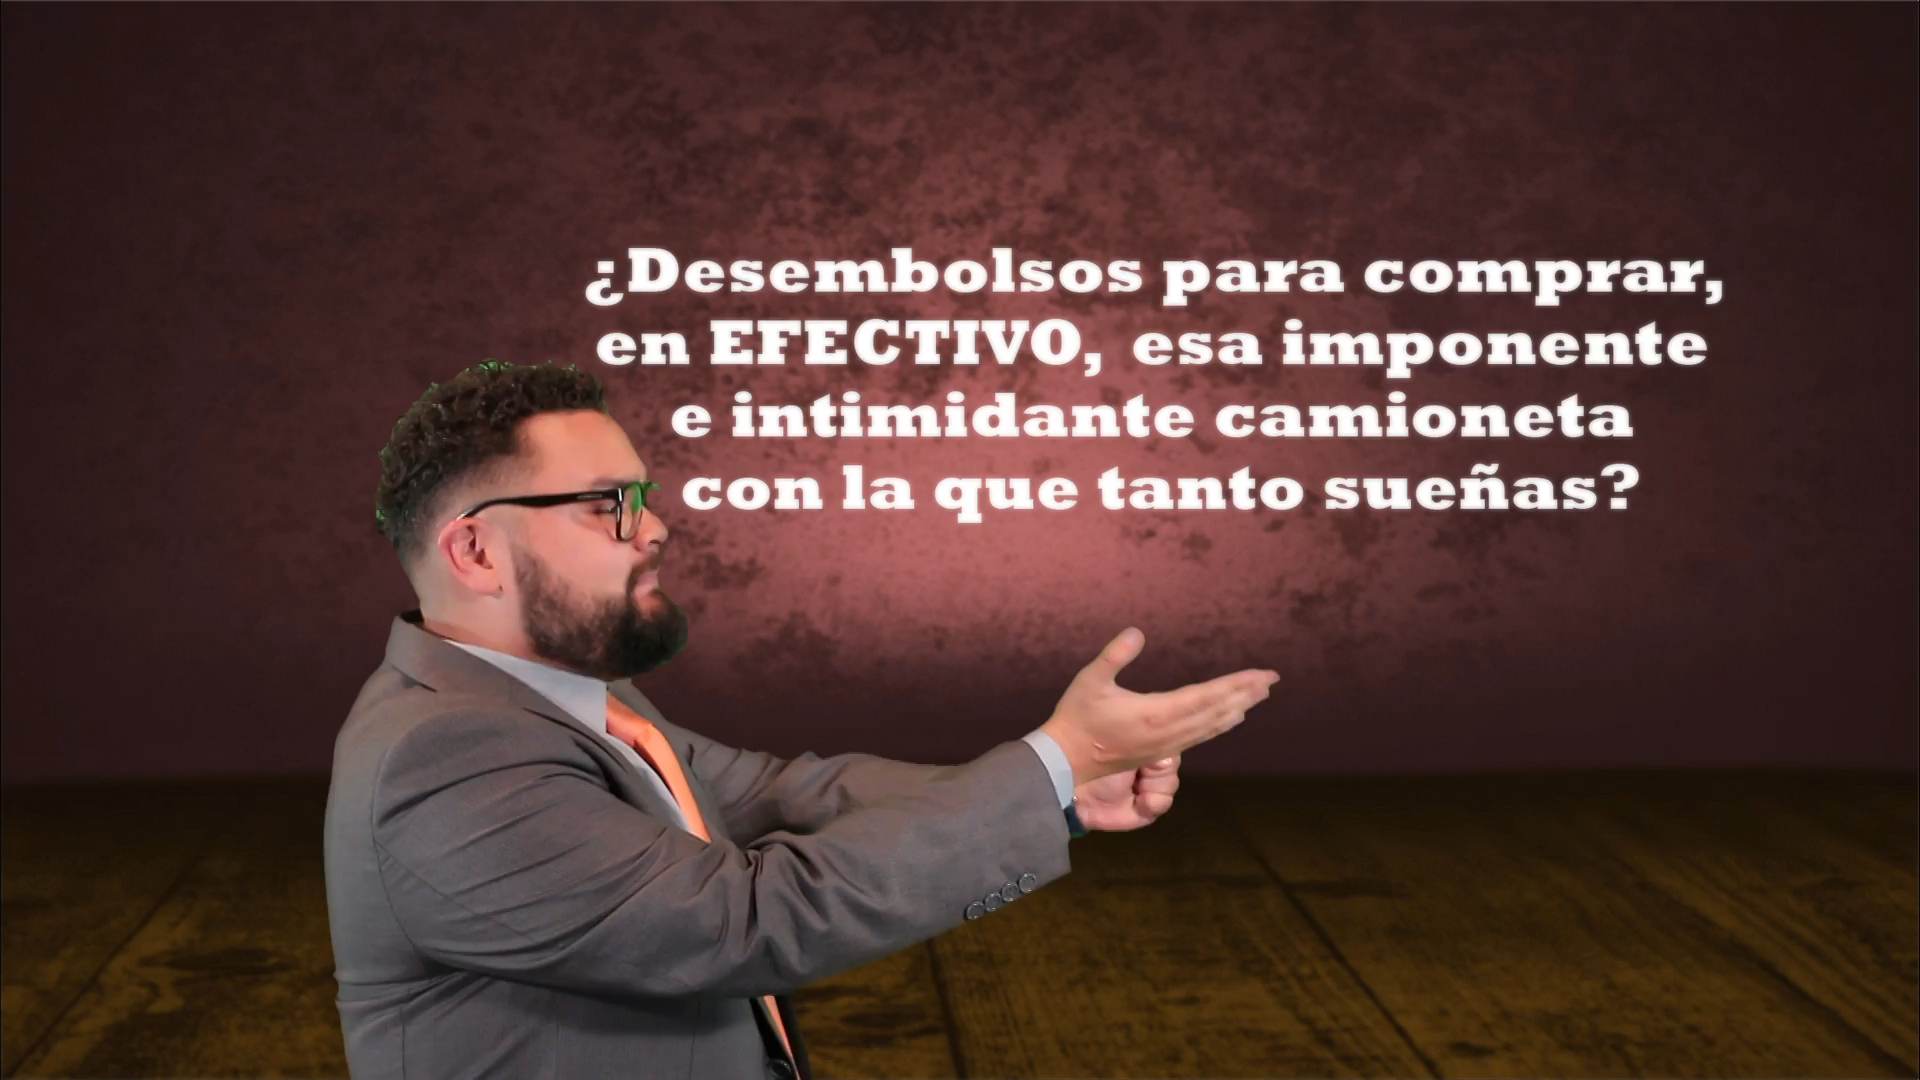 ¿Desembolsos para comprar,
en EFECTIVO, esa imponente
e intimidante camioneta
con la que tanto sueñas?